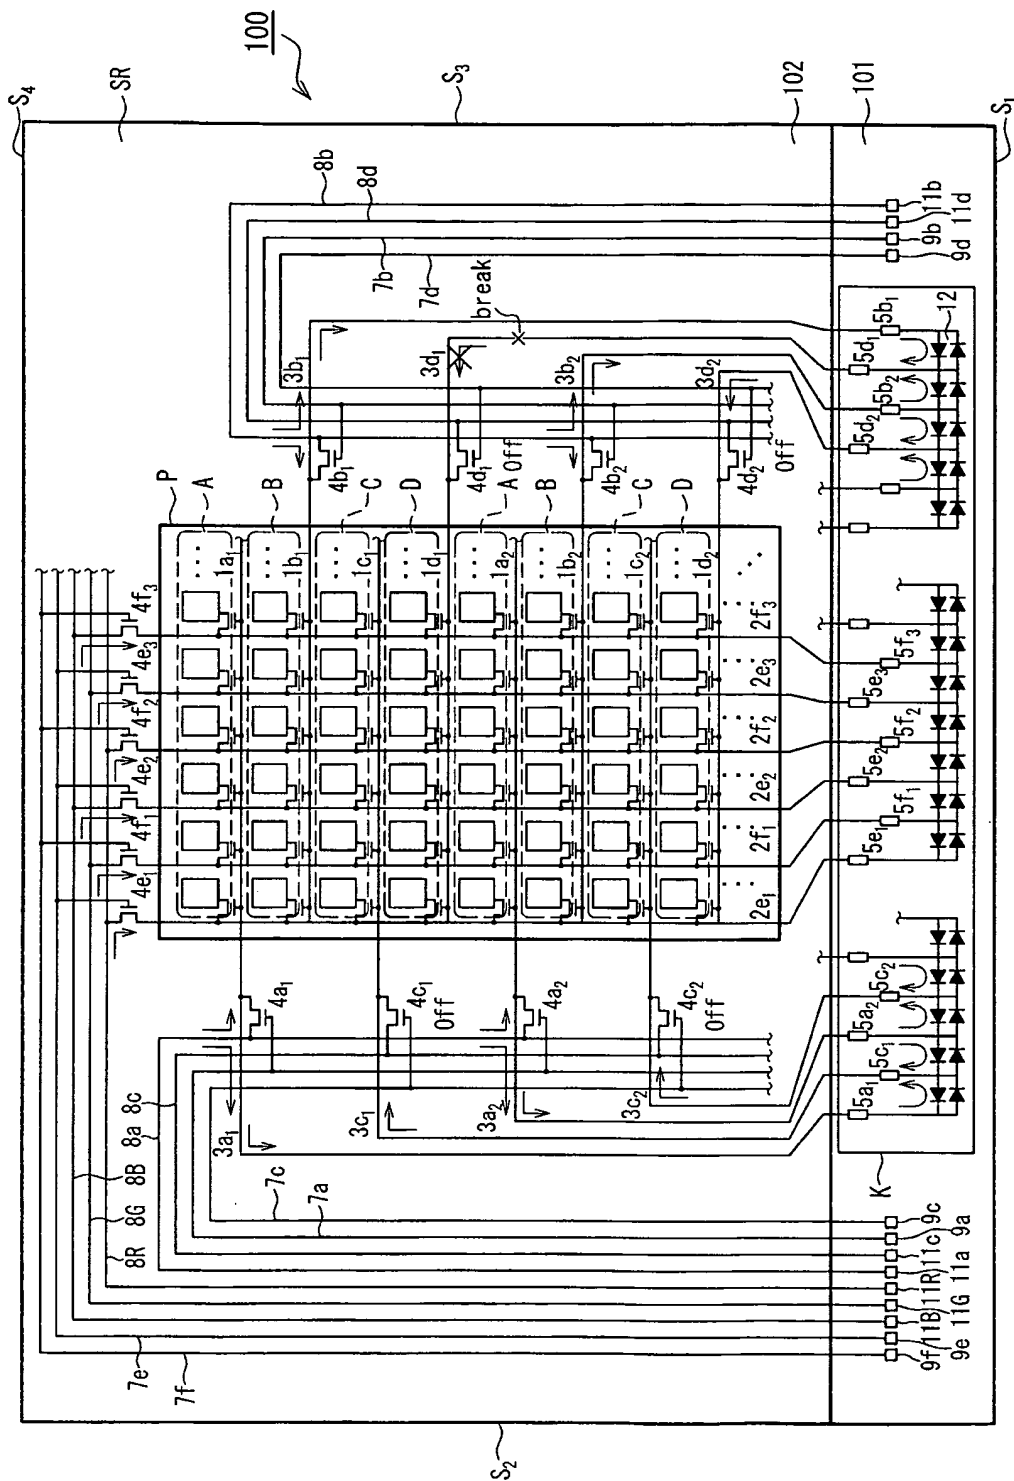 100
S₄
SR
S₃
102
101
S₁
8b
8d
7b
7d
break
3b₁
3d₁
3b₂
3d₂
11b
11d
9b
9d
5b₁
5d₁
5b₂
5d₂
12
P
A
B
C
D
A
B
C
D
4b₁
4d₁
Off
4b₂
4d₂
Off
1a₁
1b₁
1c₁
1d₁
1a₂
1b₂
1c₂
1d₂
4f₃
4e₃
4f₂
4e₂
4f₁
4e₁
2f₃
2e₃
2f₂
2e₂
2f₁
2e₁
5f₃
5e₃
5f₂
5e₂
5f₁
5e₁
4a₁
4c₁
Off
4a₂
4c₂
Off
3a₁
3c₁
3a₂
3c₂
5c₂
5a₂
5c₁
5a₁
K
8c
8a
8B
8G
8R
7c
7a
7e
7f
9c
9a
11c
11a
11R
11G
11B
9e
9f
S₂